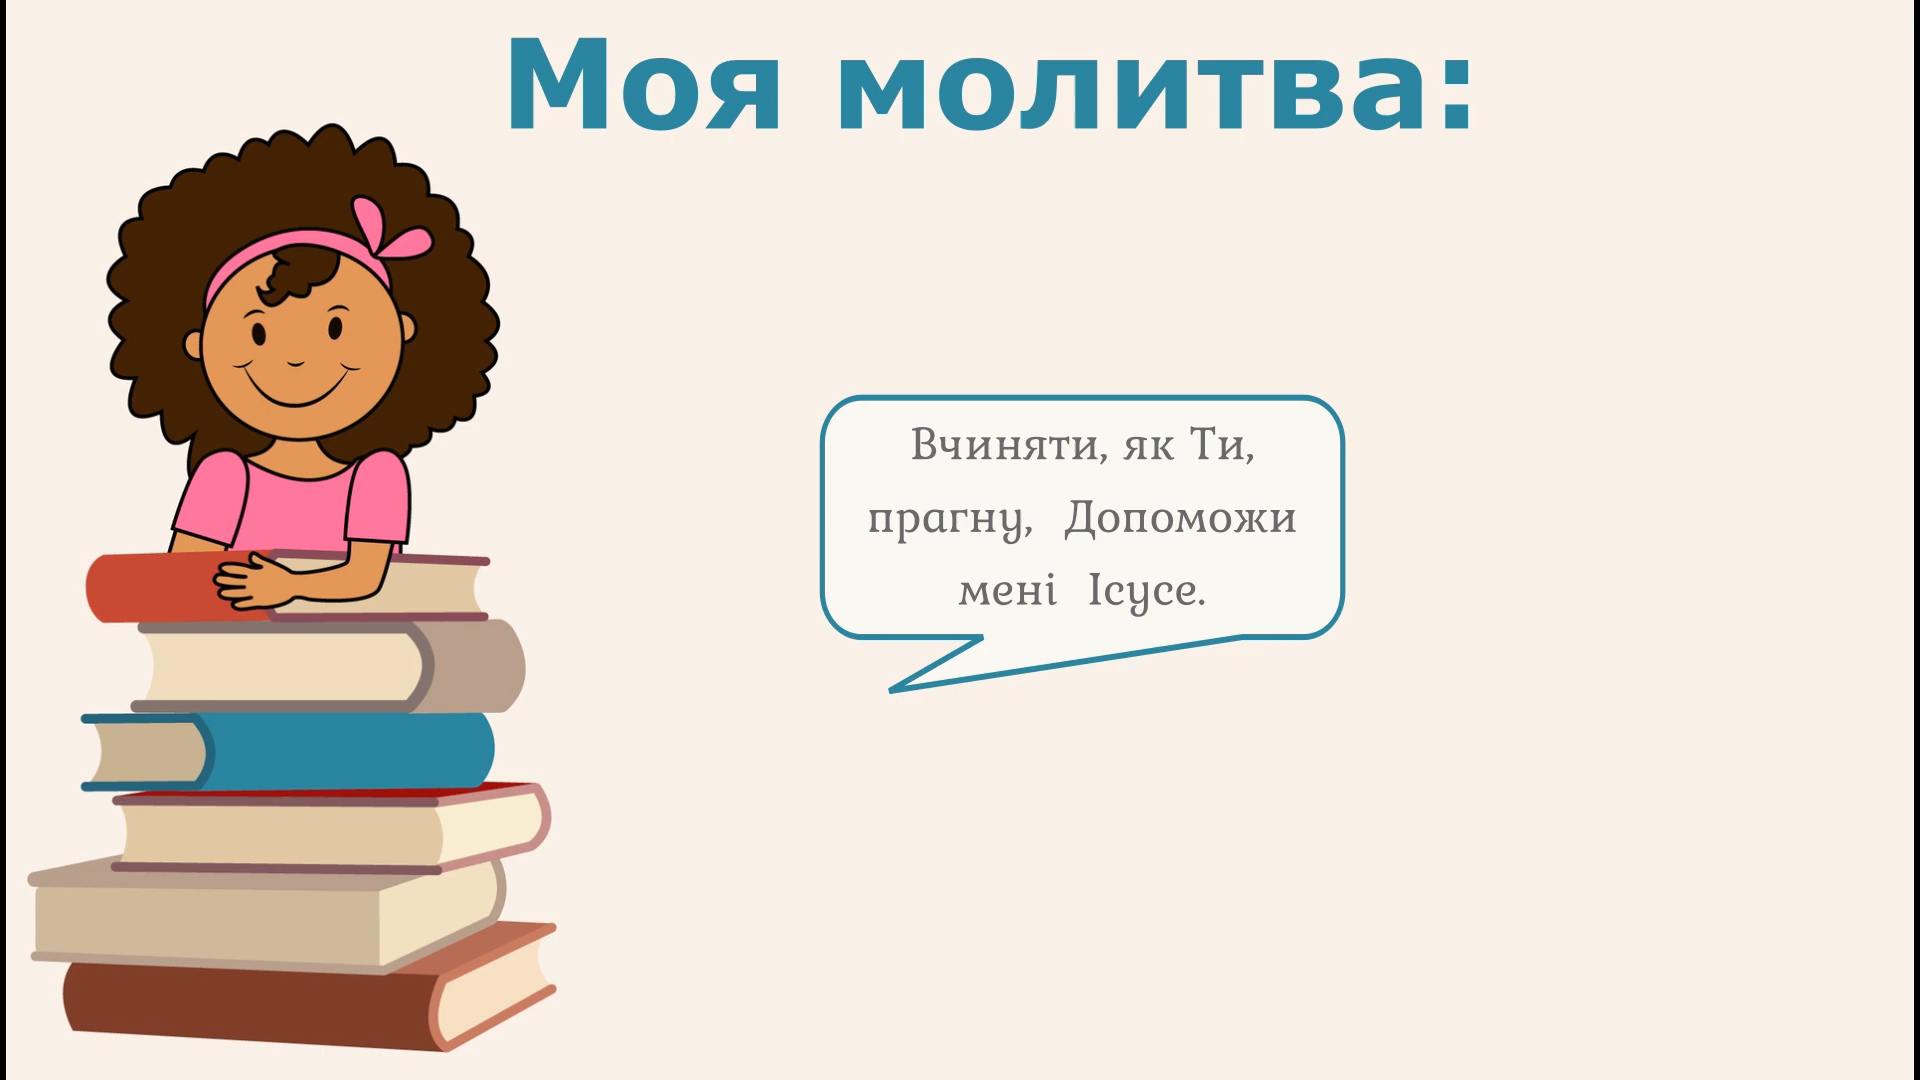 Моя молитва:
Вчиняти, як Ти,
прагну, Допоможи
мені Ісусе.